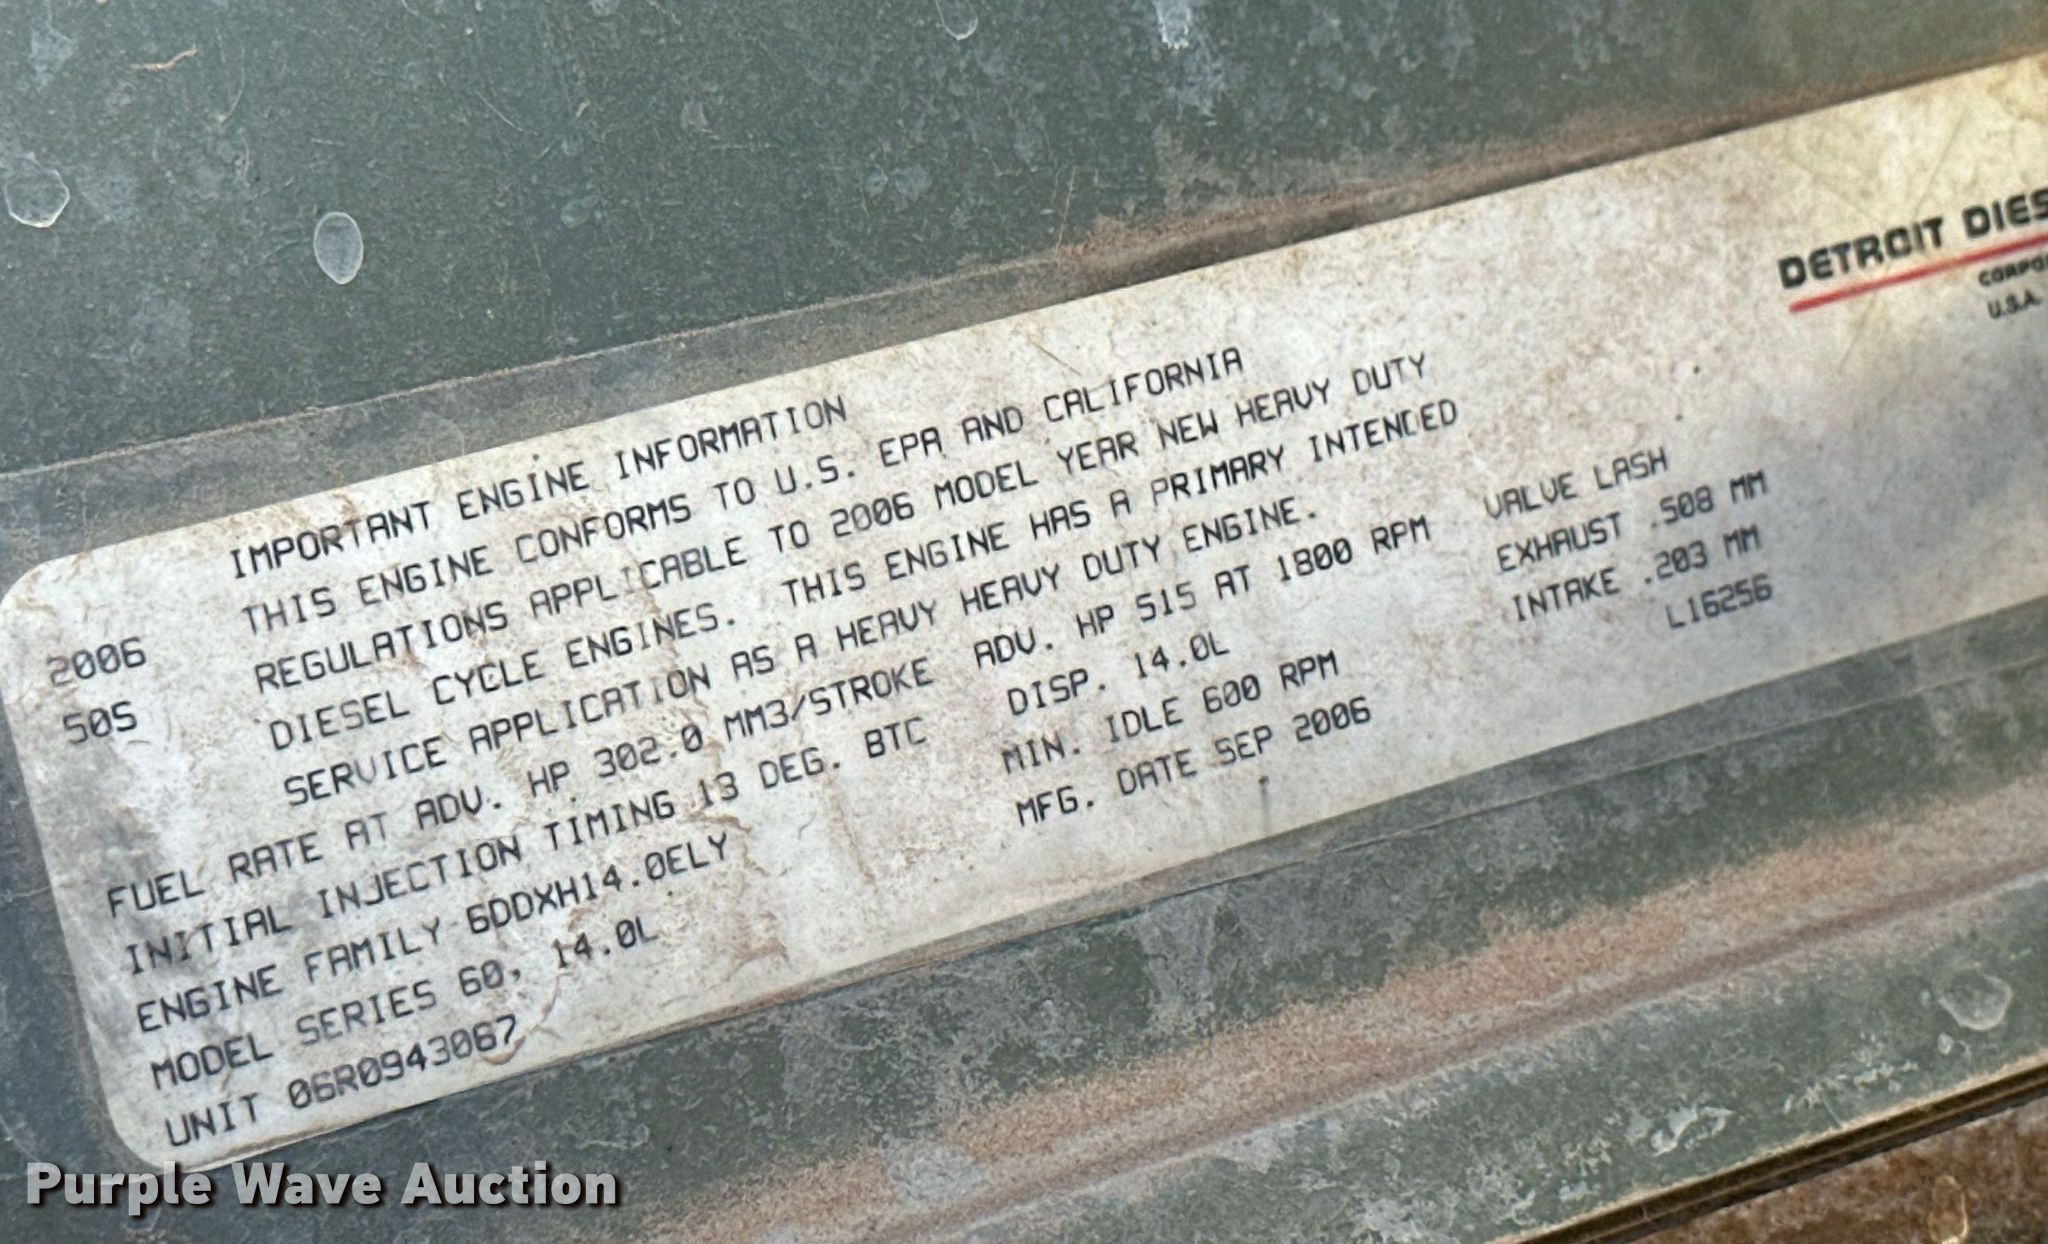 DETROIT DIES
CORPO
U.S.A.
IMPORTANT ENGINE INFORMATION
THIS ENGINE CONFORMS TO U.S. EPA AND CALIFORNIA
2006 REGULATIONS APPLICABLE TO 2006 MODEL YEAR NEW HEAVY DUTY
50S DIESEL CYCLE ENGINES. THIS ENGINE HAS A PRIMARY INTENDED
SERVICE APPLICATION AS A HEAVY HEAVY DUTY ENGINE.
FUEL RATE AT ADV. HP 302.0 MM3/STROKE ADV. HP 515 AT 1800 RPM VALVE LASH
INITIAL INJECTION TIMING 13 DEG. BTC DISP. 14.0L EXHAUST .508 MM
ENGINE FAMILY 6DDXH14.0ELY MIN. IDLE 600 RPM INTAKE .203 MM
MODEL SERIES 60, 14.0L MFG. DATE SEP 2006 L16256
UNIT 06R0943067
Purple Wave Auction